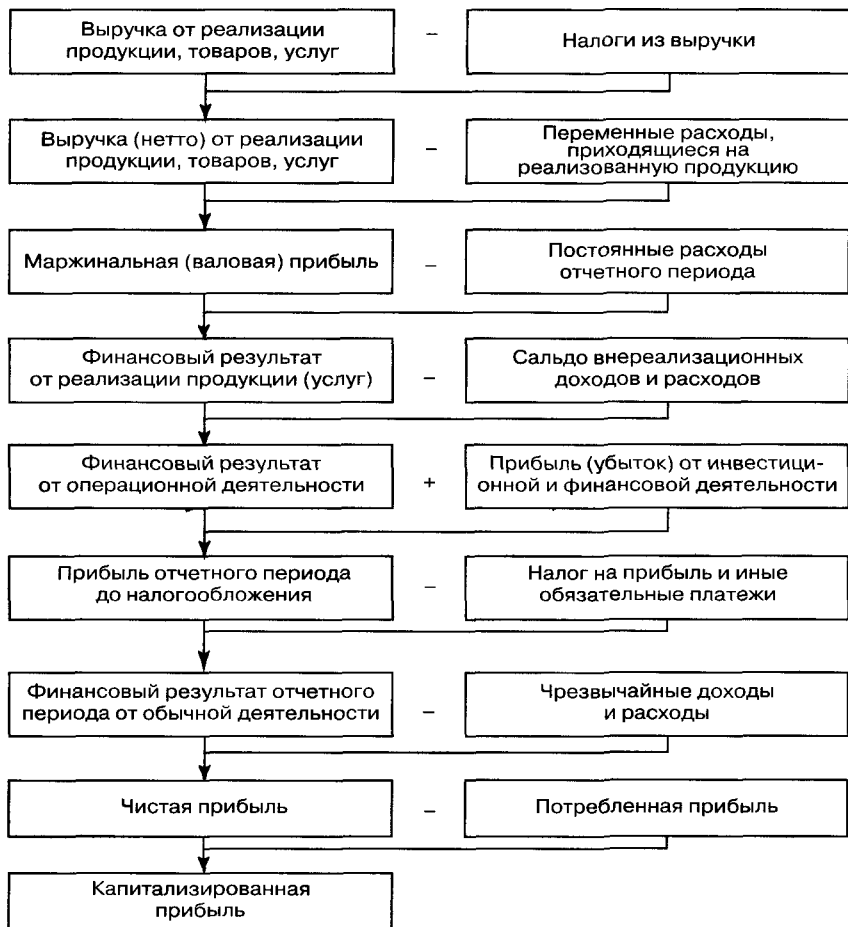 Выручка от реализации
продукции, товаров, услуг
–
Налоги из выручки
Выручка (нетто) от реализации
продукции, товаров, услуг
–
Переменные расходы,
приходящиеся на
реализованную продукцию
Маржинальная (валовая) прибыль
–
Постоянные расходы
отчетного периода
Финансовый результат
от реализации продукции (услуг)
–
Сальдо внереализационных
доходов и расходов
Финансовый результат
от операционной деятельности
+
Прибыль (убыток) от инвестици-
онной и финансовой деятельности
Прибыль отчетного периода
до налогообложения
–
Налог на прибыль и иные
обязательные платежи
Финансовый результат отчетного
периода от обычной деятельности
–
Чрезвычайные доходы
и расходы
Чистая прибыль
–
Потребленная прибыль
Капитализированная
прибыль